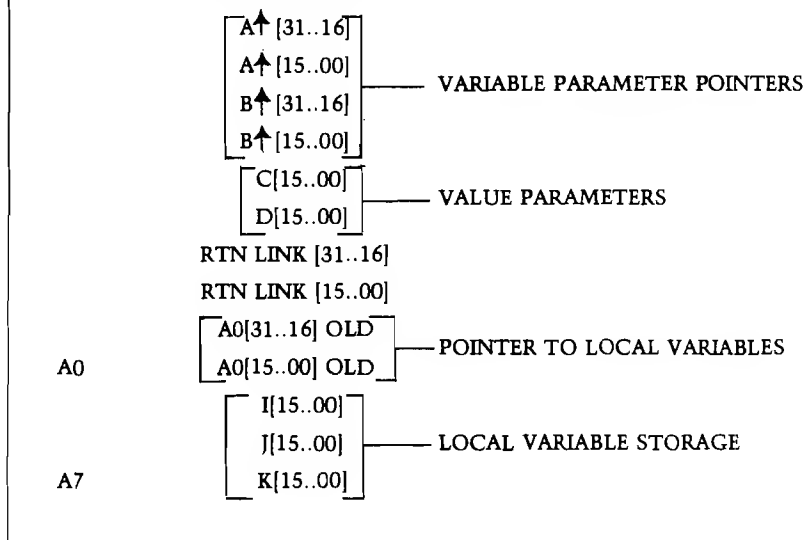 A↑ [31..16]
A↑ [15..00]
VARIABLE PARAMETER POINTERS
B↑ [31..16]
B↑ [15..00]
C[15..00]
VALUE PARAMETERS
D[15..00]
RTN LINK [31..16]
RTN LINK [15..00]
A0[31..16] OLD
POINTER TO LOCAL VARIABLES
A0 A0[15..00] OLD
I[15..00]
J[15..00] LOCAL VARIABLE STORAGE
A7 K[15..00]